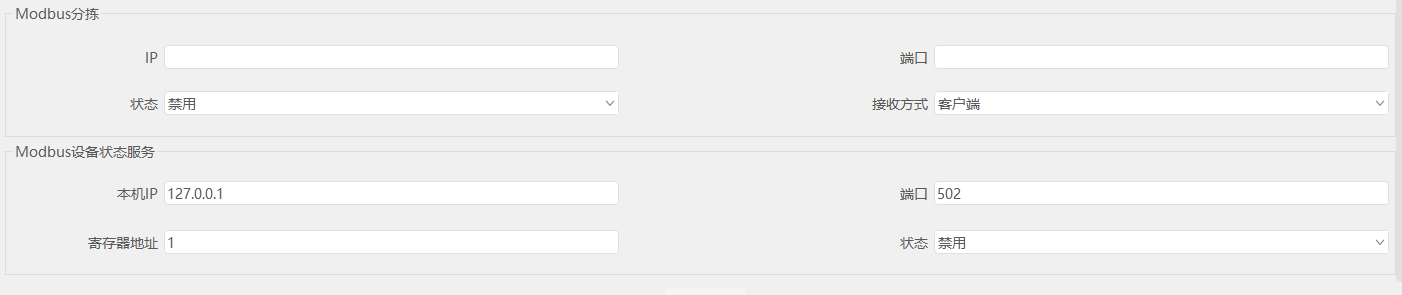 Modbus分拣
IP 端口
状态 禁用 接收方式 客户端
Modbus设备状态服务
本机IP 127.0.0.1 端口 502
寄存器地址 1 状态 禁用